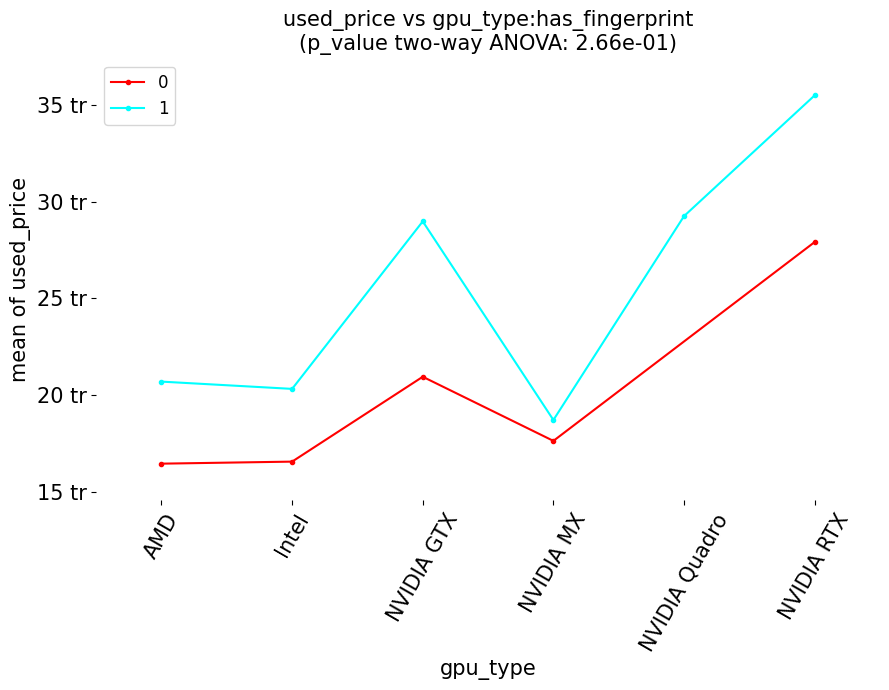 used_price vs gpu_type:has_fingerprint
(p_value two-way ANOVA: 2.66e-01)
0
1
35 tr
30 tr
25 tr
20 tr
15 tr
mean of used_price
AMD
Intel
NVIDIA GTX
NVIDIA MX
NVIDIA Quadro
NVIDIA RTX
gpu_type